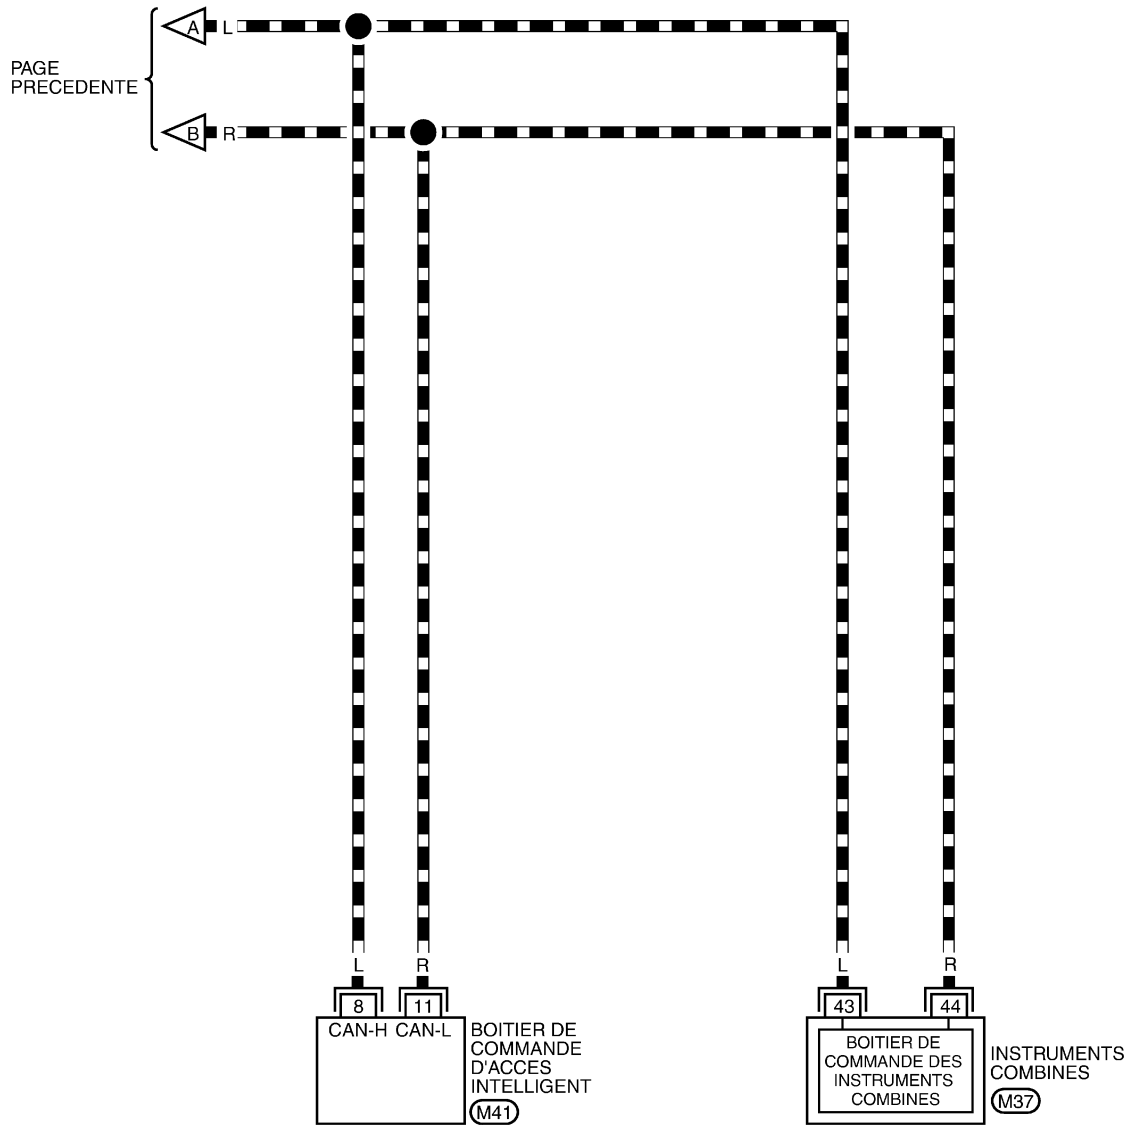 A L
PAGE
PRECEDENTE
B R
L R L R
8 11 43 44
CAN-H CAN-L
BOITIER DE
COMMANDE
D'ACCES
INTELLIGENT
M41
BOITIER DE
COMMANDE DES
INSTRUMENTS
COMBINES
INSTRUMENTS
COMBINES
M37